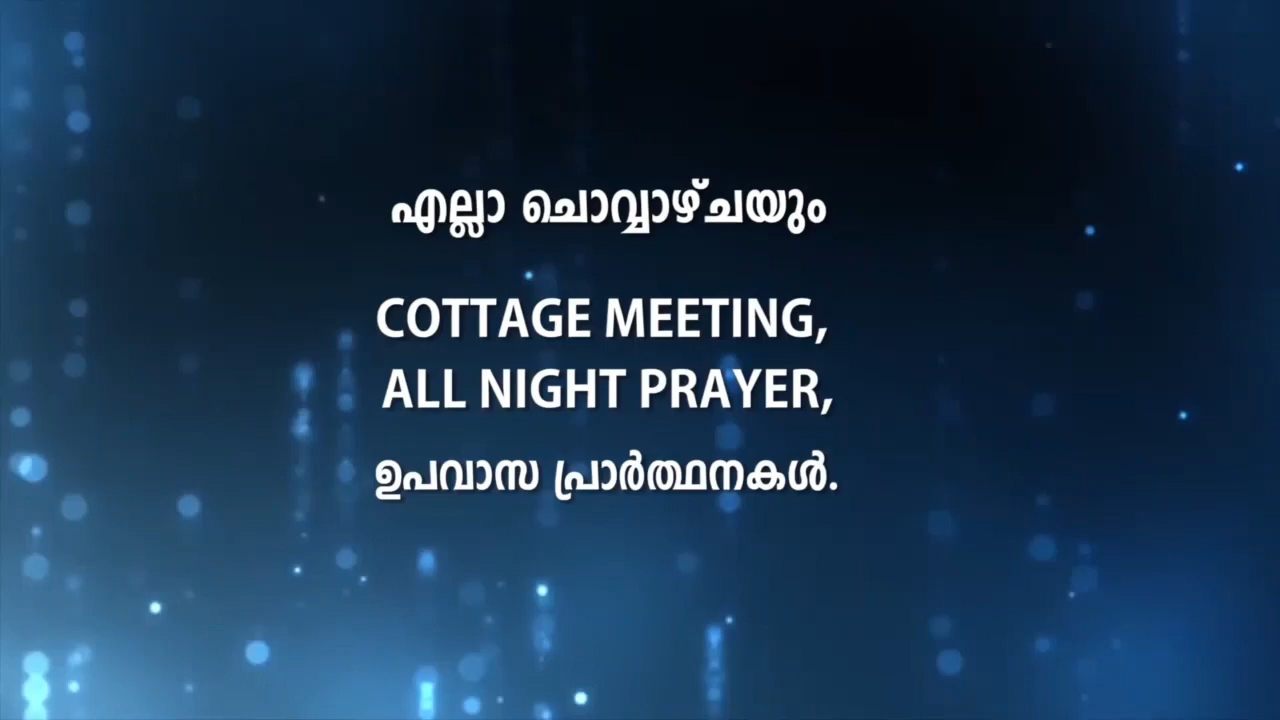 എല്ലാ ചൊവ്വാഴ്ചയും
COTTAGE MEETING,
ALL NIGHT PRAYER,
ഉപവാസ പ്രാർത്ഥനകൾ.